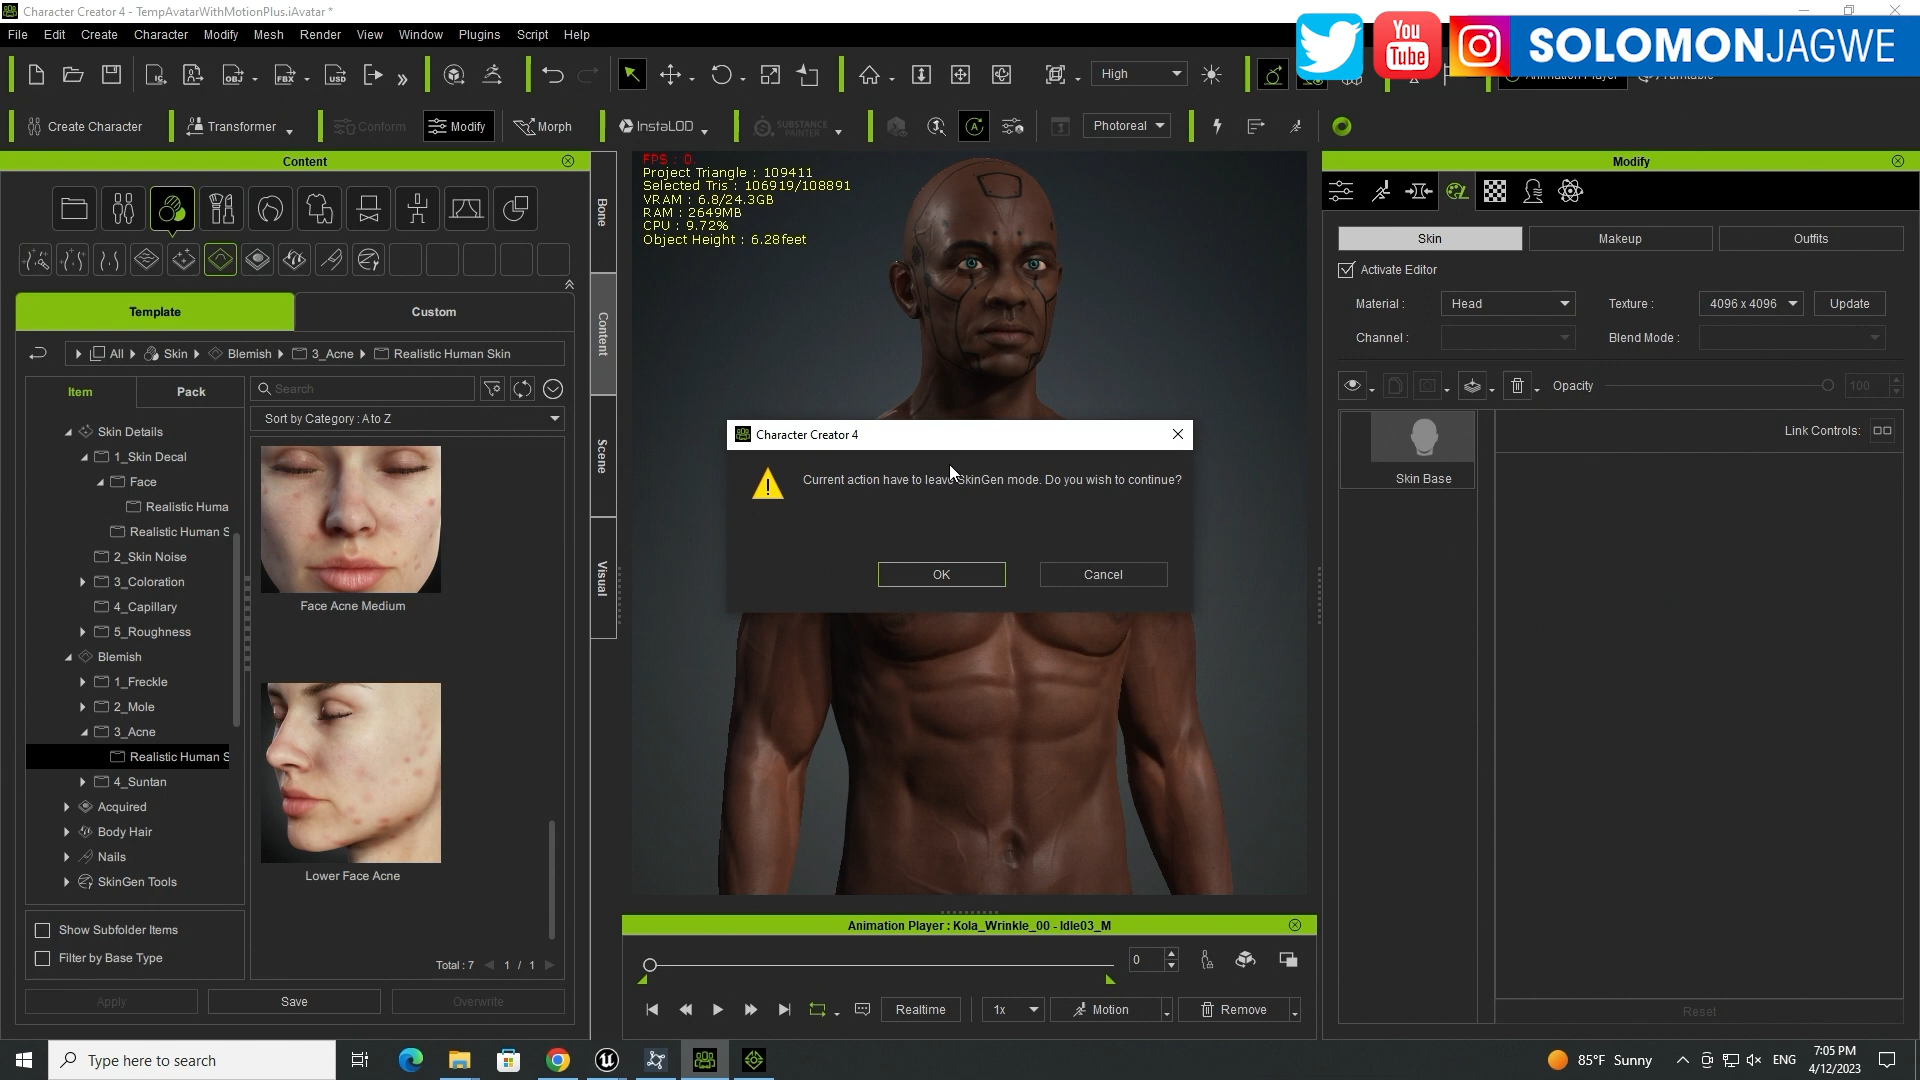 Character Creator 4 - TempAvatarWithMotionPlus.iAvatar *
File Edit Create Character Modify Mesh Render View Window Plugins Script Help
You Tube
SOLOMONJAGWE
OBJ FBX USD
High
Create Character
Transformer
Conform
Modify
Morph
InstaLOD
SUBSTANCE PAINTER
Photoreal
Content
Bone
Content
Scene
Visual
Template
Custom
All Skin Blemish 3_Acne Realistic Human Skin
Item
Pack
Search
Sort by Category : A to Z
Skin Details
1_Skin Decal
Face
Realistic Huma
Realistic Human S
2_Skin Noise
3_Coloration
4_Capillary
5_Roughness
Blemish
1_Freckle
2_Mole
3_Acne
Realistic Human S
4_Suntan
Acquired
Body Hair
Nails
SkinGen Tools
Face Acne Medium
Lower Face Acne
Show Subfolder Items
Filter by Base Type
Total : 7 1 / 1
Apply
Save
Overwrite
FPS : 0.
Project Triangle : 109411
Selected Tris : 106919/108891
VRAM : 6.8/24.3GB
RAM : 2649MB
CPU : 9.72%
Object Height : 6.28feet
Character Creator 4
Current action have to leave SkinGen mode. Do you wish to continue?
OK
Cancel
Animation Player : Kola_Wrinkle_00 - Idle03_M
0
Realtime
1x
Motion
Remove
Modify
Skin
Makeup
Outfits
Activate Editor
Material : Head
Texture : 4096 x 4096
Update
Channel :
Blend Mode :
Opacity
100
Link Controls:
Skin Base
Reset
Type here to search
85°F Sunny
ENG
7:05 PM
4/12/2023